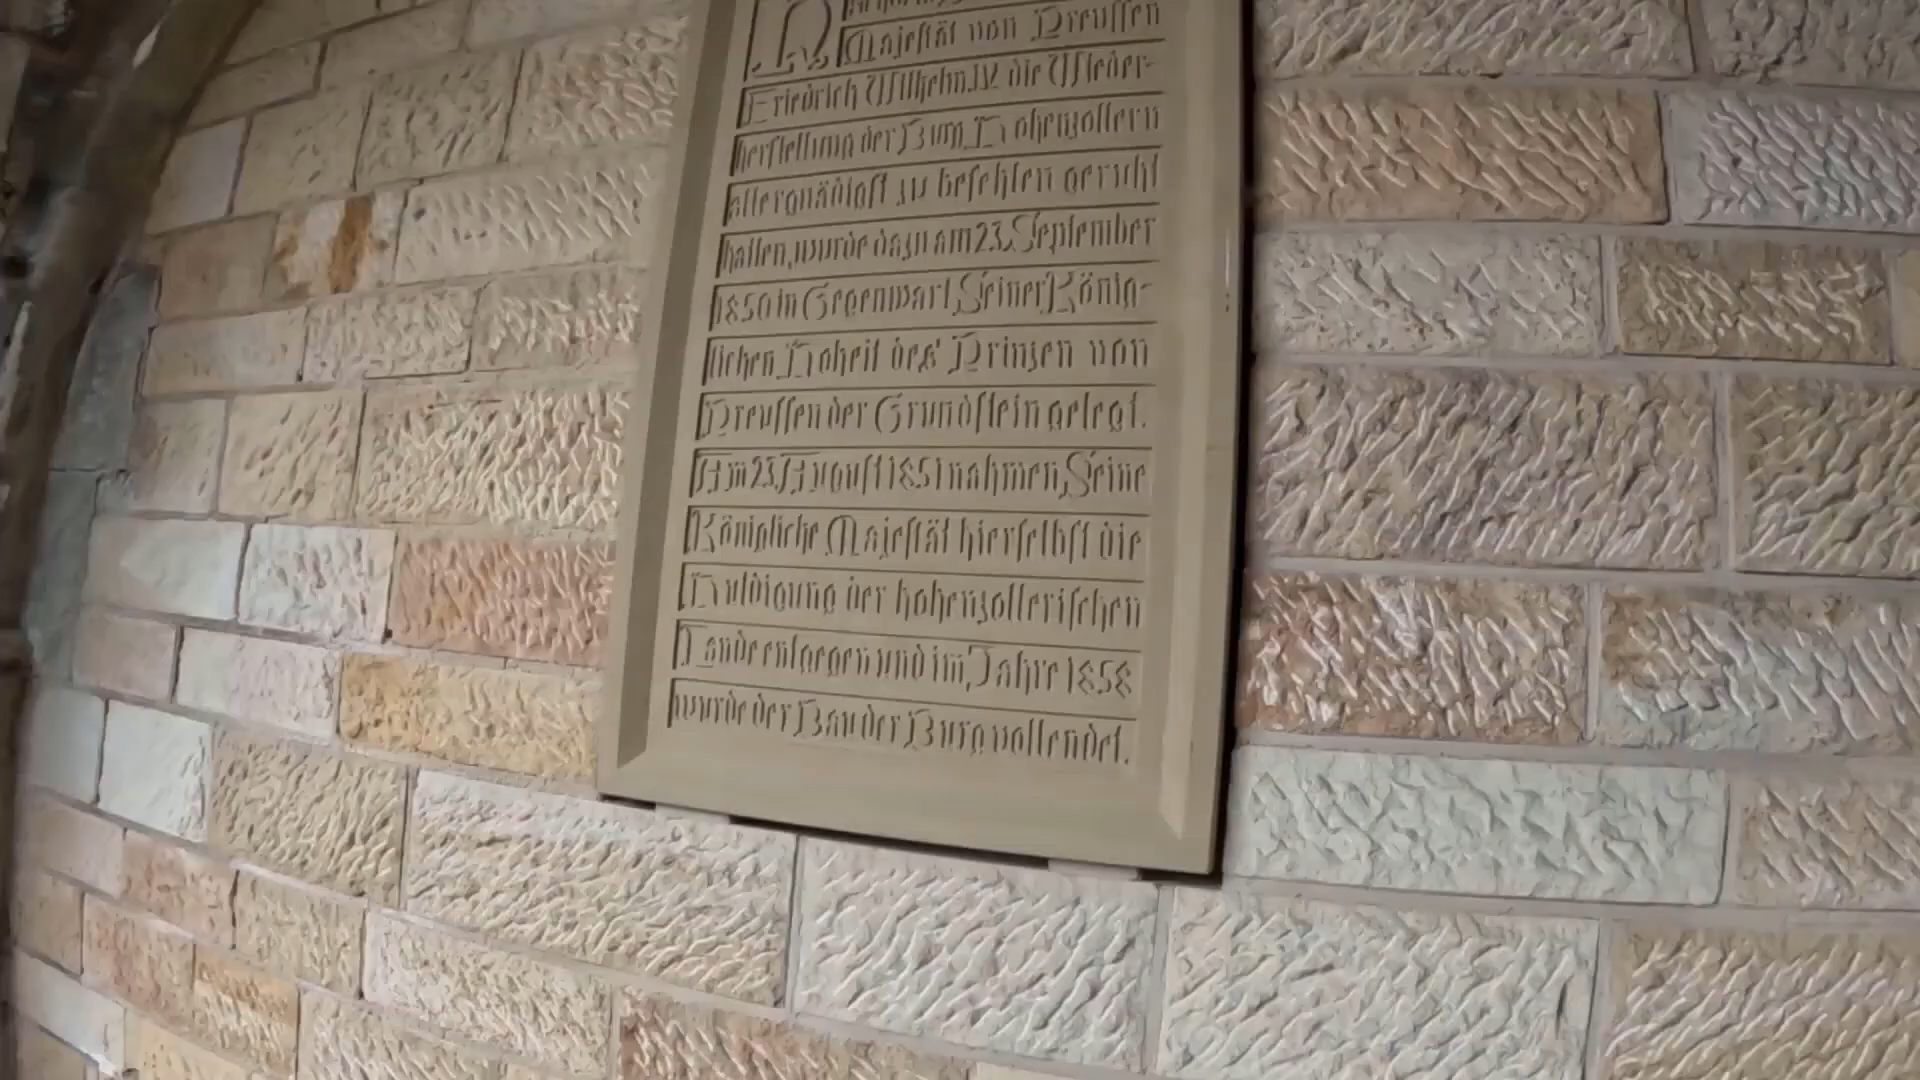 Majestät von Preussen
Friedrich Wilhelm IV. die Wieder-
herstellung der Burg Hohenzollern
allergnädigst zu befehlen geruht
hatten, wurde dazu am 23. September
1850 in Gegenwart Seiner König-
lichen Hoheit des Prinzen von
Preussen der Grundstein gelegt.
Am 23. August 1851 nahmen Seine
Königliche Majestät hierselbst die
Huldigung der hohenzollerischen
Lande entgegen und im Jahre 1858
wurde der Bau der Burg vollendet.